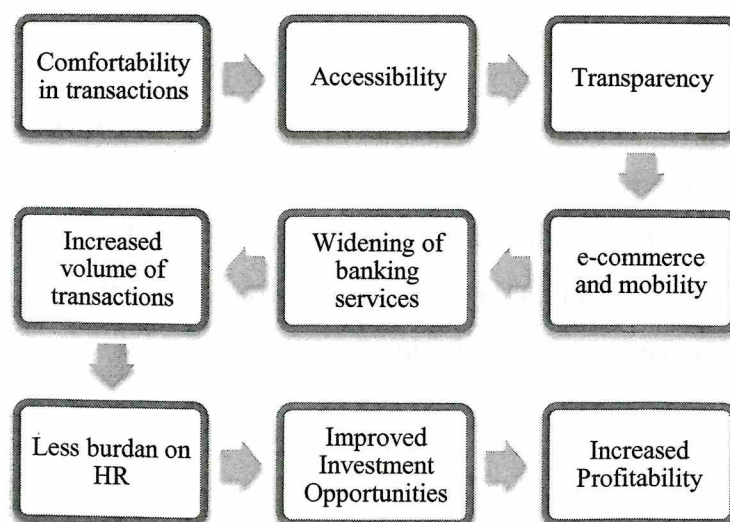 Comfortability
in transactions
Accessibility
Transparency
e-commerce
and mobility
Widening of
banking
services
Increased
volume of
transactions
Less burdan on
HR
Improved
Investment
Opportunities
Increased
Profitability